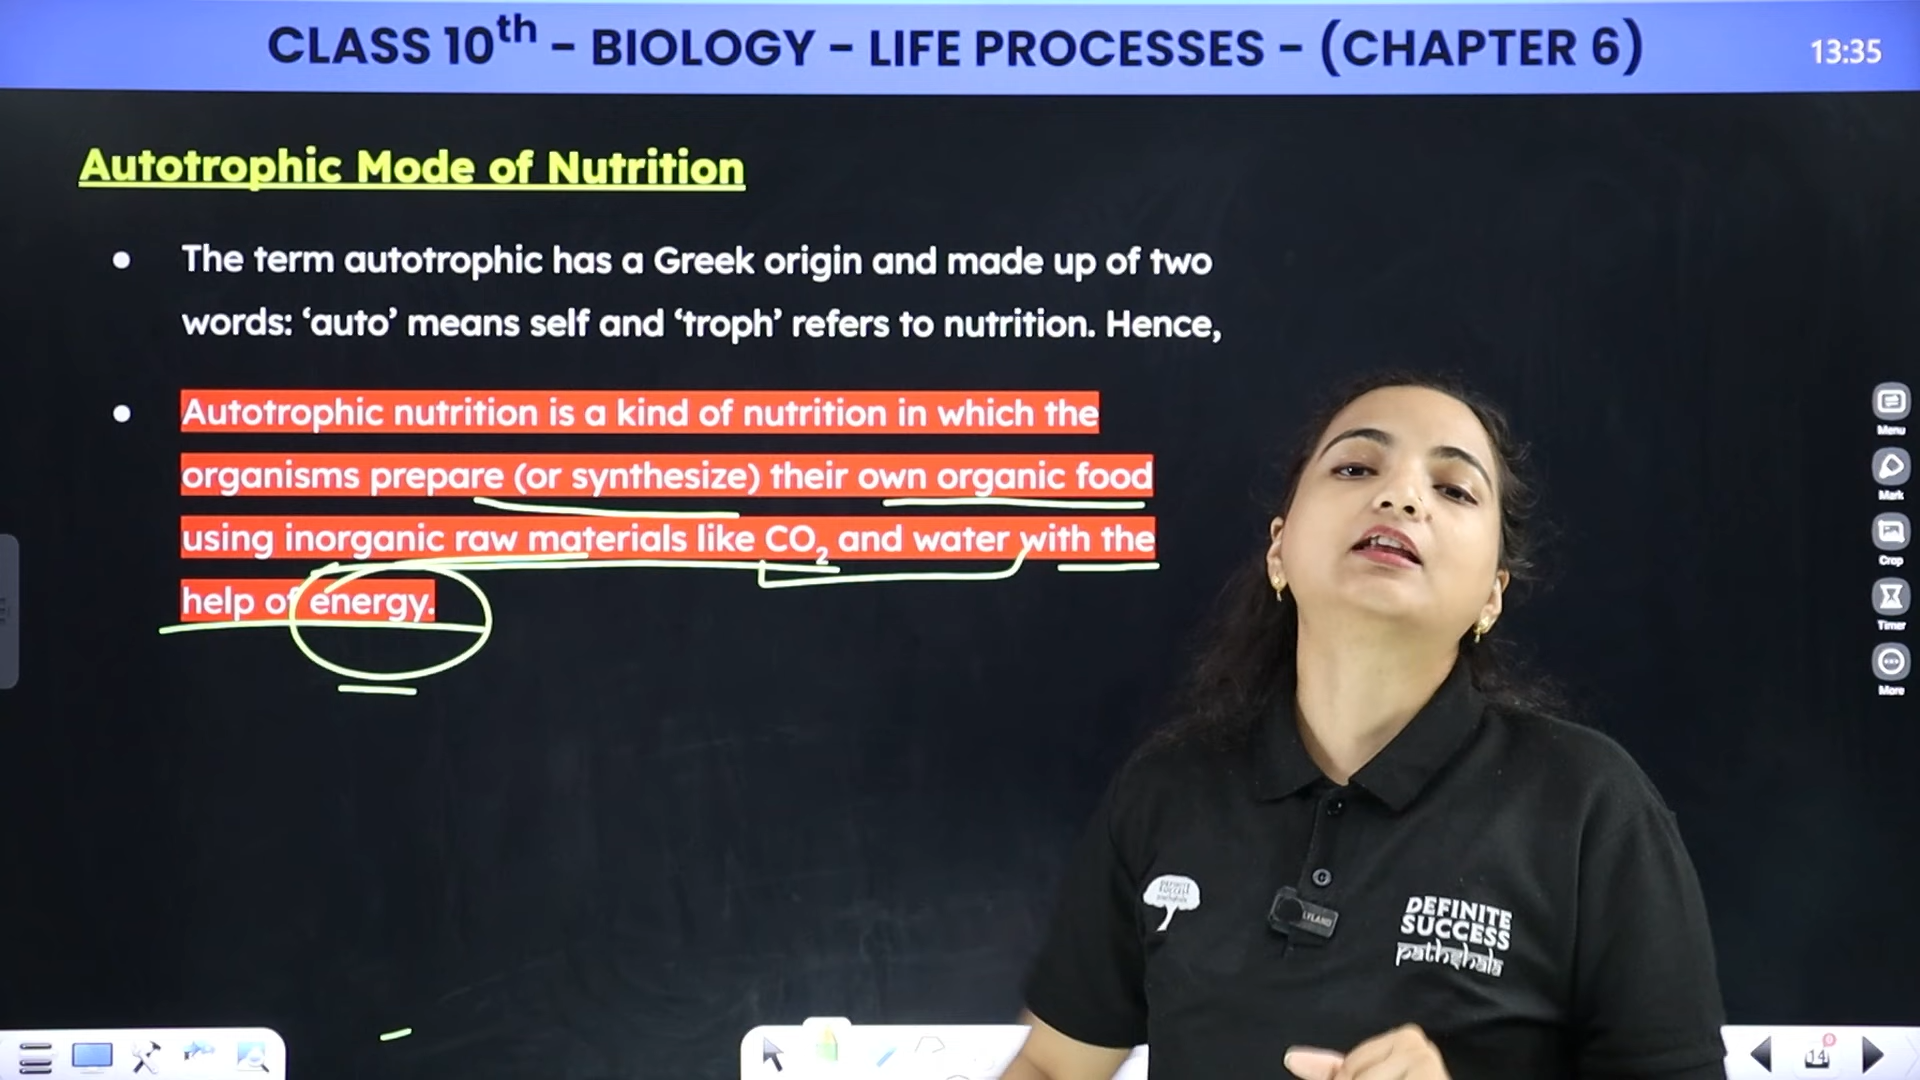 CLASS 10th - BIOLOGY - LIFE PROCESSES - (CHAPTER 6)
13:35
Autotrophic Mode of Nutrition
● The term autotrophic has a Greek origin and made up of two
words: ‘auto’ means self and ‘troph’ refers to nutrition. Hence,
● Autotrophic nutrition is a kind of nutrition in which the
organisms prepare (or synthesize) their own organic food
using inorganic raw materials like CO₂ and water with the
help of energy.
Menu
Mark
Crop
Timer
More
DEFINITE
SUCCESS
pathshala
DEFINITE
SUCCESS
pathshala
14